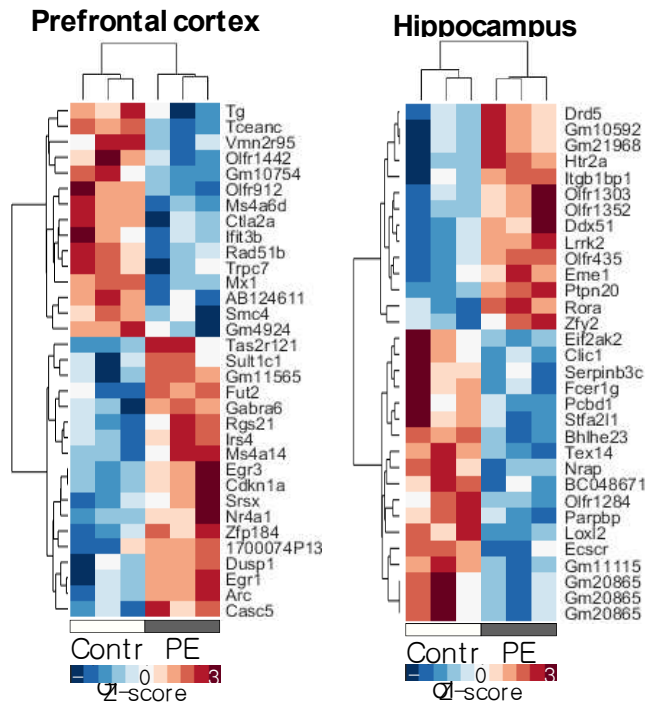 Prefrontal cortex
Tg
Tceanc
Vmn2r95
Olfr1442
Gm10754
Olfr912
Ms4a6d
Ctla2a
Ifit3b
Rad51b
Trpc7
Mx1
AB124611
Smc4
Gm4924
Tas2r121
Sult1c1
Gm11565
Fut2
Gabra6
Rgs21
Irs4
Ms4a14
Egr3
Cdkn1a
Srsx
Nr4a1
Zfp184
1700074P13
Dusp1
Egr1
Arc
Casc5
Contr PE
0 3
Z-score
Hippocampus
Drd5
Gm10592
Gm21968
Htr2a
Itgb1bp1
Olfr1303
Olfr1352
Ddx51
Lrrk2
Olfr435
Eme1
Ptpn20
Rora
Zfy2
Eif2ak2
Clic1
Serpinb3c
Fcer1g
Pcbd1
Stfa2l1
Bhlhe23
Tex14
Nrap
BC048671
Olfr1284
Parpbp
Loxl2
Ecscr
Gm11115
Gm20865
Gm20865
Gm20865
Contr PE
0 3
-score